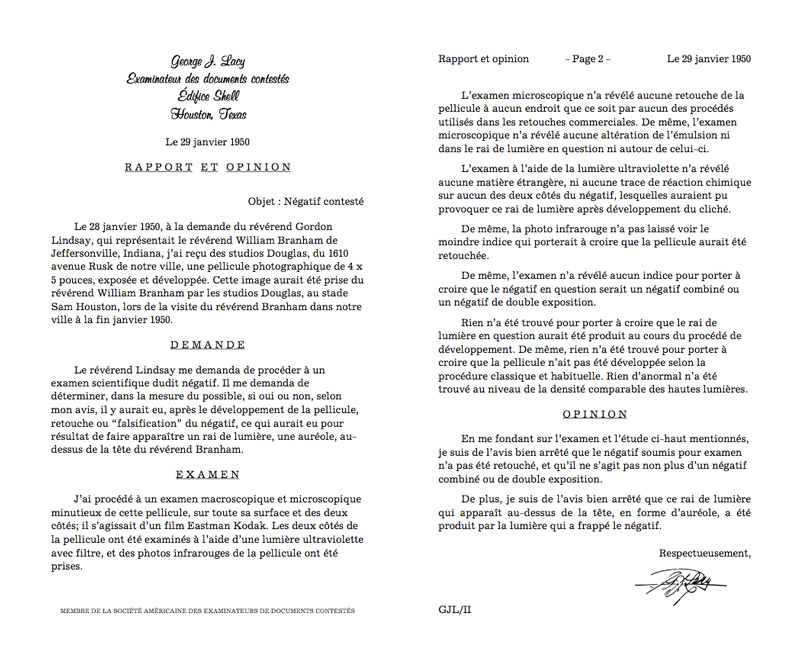 George J. Lacy
Examinateur des documents contestés
Édifice Shell
Houston, Texas
Le 29 janvier 1950
RAPPORT ET OPINION
Objet : Négatif contesté
Le 28 janvier 1950, à la demande du révérend Gordon
Lindsay, qui représentait le révérend William Branham de
Jeffersonville, Indiana, j'ai reçu des studios Douglas, du 1610
avenue Rusk de notre ville, une pellicule photographique de 4 x
5 pouces, exposée et développée. Cette image aurait été prise du
révérend William Branham par les studios Douglas, au stade
Sam Houston, lors de la visite du révérend Branham dans notre
ville à la fin janvier 1950.
DEMANDE
Le révérend Lindsay me demanda de procéder à un
examen scientifique dudit négatif. Il me demanda de
déterminer, dans la mesure du possible, si oui ou non, selon
mon avis, il y aurait eu, après le développement de la pellicule,
retouche ou “falsification” du négatif, ce qui aurait eu pour
résultat de faire apparaître un rai de lumière, une auréole, au-
dessus de la tête du révérend Branham.
EXAMEN
J'ai procédé à un examen macroscopique et microscopique
minutieux de cette pellicule, sur toute sa surface et des deux
côtés; il s'agissait d'un film Eastman Kodak. Les deux côtés de
la pellicule ont été examinés à l'aide d'une lumière ultraviolette
avec filtre, et des photos infrarouges de la pellicule ont été
prises.
MEMBRE DE LA SOCIÉTÉ AMÉRICAINE DES EXAMINATEURS DE DOCUMENTS CONTESTÉS
Rapport et opinion – Page 2 – Le 29 janvier 1950
L'examen microscopique n'a révélé aucune retouche de la
pellicule à aucun endroit que ce soit par aucun des procédés
utilisés dans les retouches commerciales. De même, l'examen
microscopique n'a révélé aucune altération de l'émulsion ni
dans le rai de lumière en question ni autour de celui-ci.
L'examen à l'aide de la lumière ultraviolette n'a révélé
aucune matière étrangère, ni aucune trace de réaction chimique
sur aucun des deux côtés du négatif, lesquelles auraient pu
provoquer ce rai de lumière après développement du cliché.
De même, la photo infrarouge n'a pas laissé voir le
moindre indice qui porterait à croire que la pellicule aurait été
retouchée.
De même, l'examen n'a révélé aucun indice pour porter à
croire que le négatif en question serait un négatif combiné ou
un négatif de double exposition.
Rien n'a été trouvé pour porter à croire que le rai de
lumière en question aurait été produit au cours du procédé de
développement. De même, rien n'a été trouvé pour porter à
croire que la pellicule n'ait pas été développée selon la
procédure classique et habituelle. Rien d'anormal n'a été
trouvé au niveau de la densité comparable des hautes lumières.
OPINION
En me fondant sur l'examen et l'étude ci-haut mentionnés,
je suis de l'avis bien arrêté que le négatif soumis pour examen
n'a pas été retouché, et qu'il ne s'agit pas non plus d'un négatif
combiné ou de double exposition.
De plus, je suis de l'avis bien arrêté que ce rai de lumière
qui apparaît au-dessus de la tête, en forme d'auréole, a été
produit par la lumière qui a frappé le négatif.
Respectueusement,
GJL/II